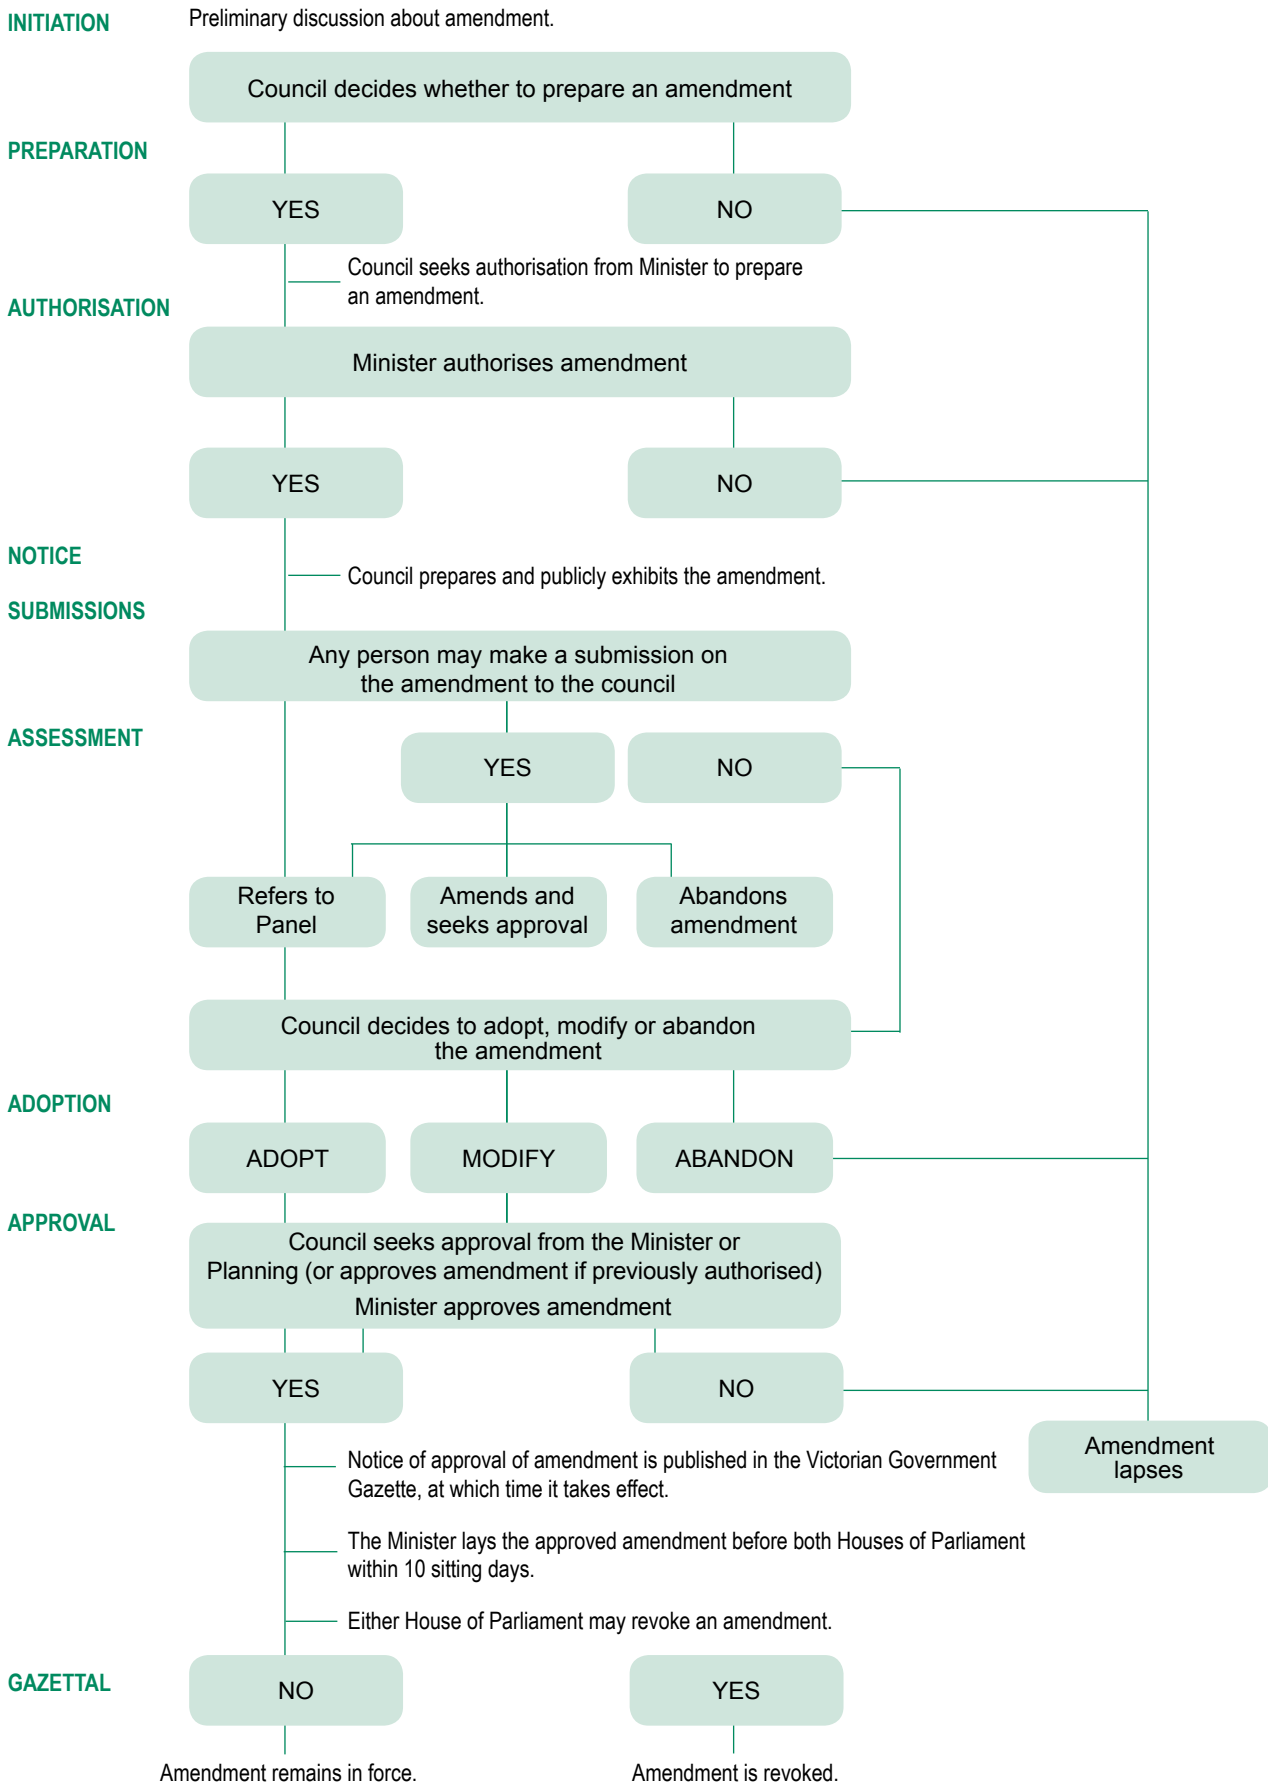 INITIATION
Preliminary discussion about amendment.
Council decides whether to prepare an amendment
PREPARATION
YES
NO
Council seeks authorisation from Minister to prepare
an amendment.
AUTHORISATION
Minister authorises amendment
YES
NO
NOTICE
Council prepares and publicly exhibits the amendment.
SUBMISSIONS
Any person may make a submission on
the amendment to the council
ASSESSMENT
YES
NO
Refers to
Panel
Amends and
seeks approval
Abandons
amendment
Council decides to adopt, modify or abandon
the amendment
ADOPTION
ADOPT
MODIFY
ABANDON
APPROVAL
Council seeks approval from the Minister or
Planning (or approves amendment if previously authorised)
Minister approves amendment
YES
NO
Amendment
lapses
Notice of approval of amendment is published in the Victorian Government
Gazette, at which time it takes effect.
The Minister lays the approved amendment before both Houses of Parliament
within 10 sitting days.
Either House of Parliament may revoke an amendment.
GAZETTAL
NO
YES
Amendment remains in force.
Amendment is revoked.